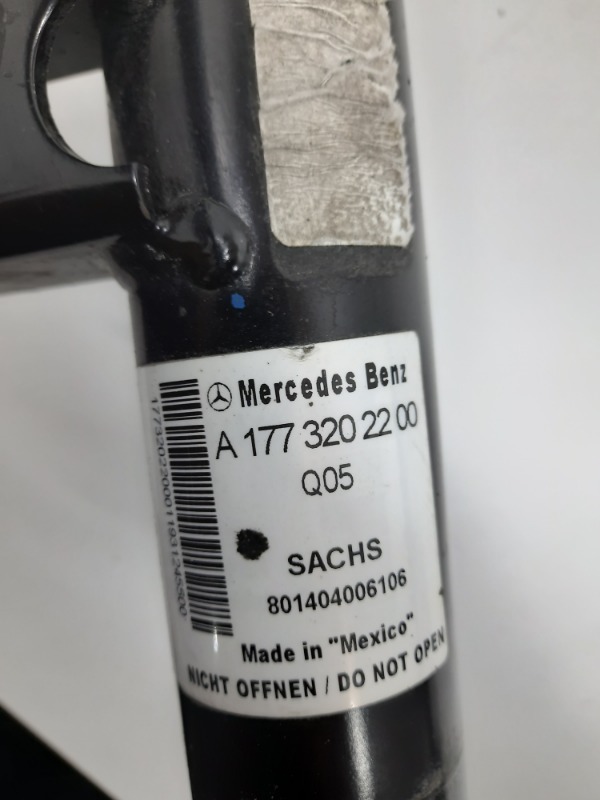 Mercedes Benz
A 177 320 22 00
Q05
SACHS
801404006106
Made in "Mexico"
NICHT OFFNEN / DO NOT OPEN